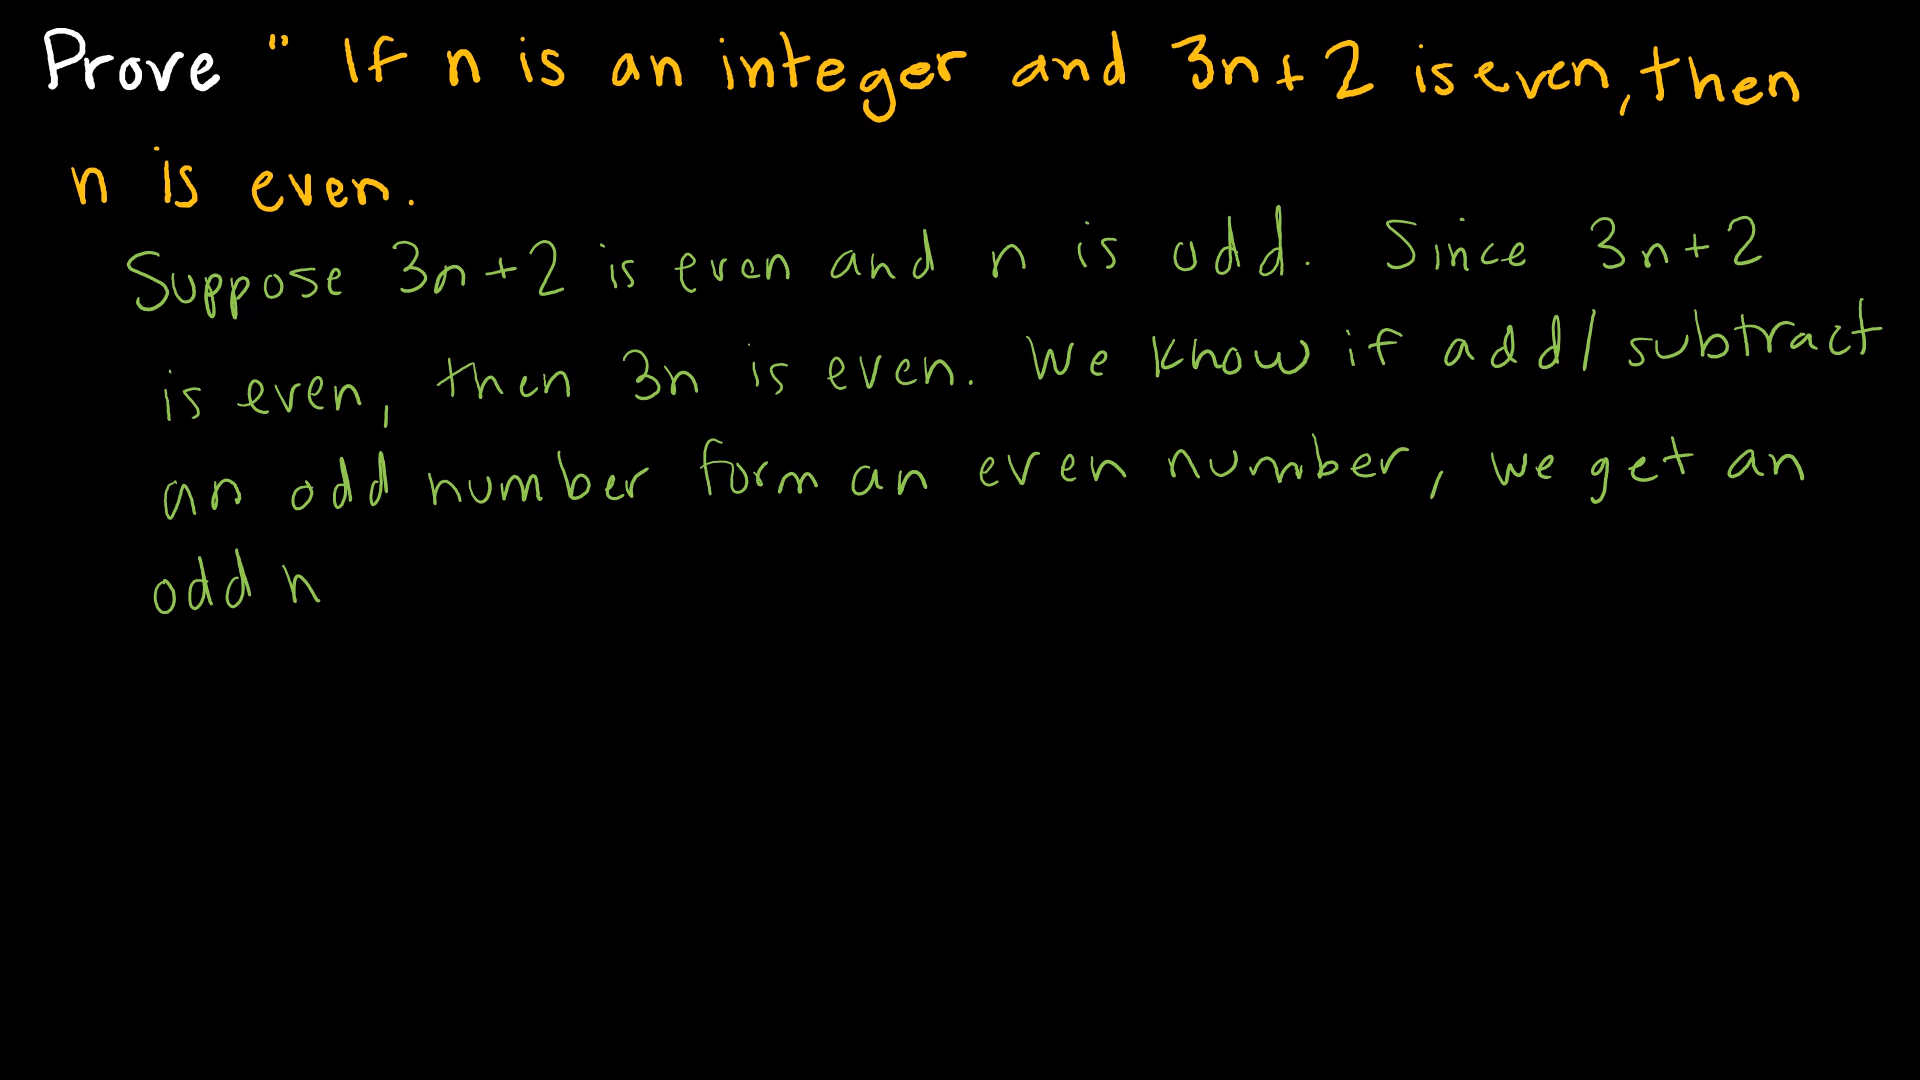 Prove " If n is an integer and 3n+2 is even, then
n is even.
Suppose 3n+2 is even and n is odd. Since 3n+2
is even, then 3n is even. We know if add/subtract
an odd number form an even number, we get an
odd n